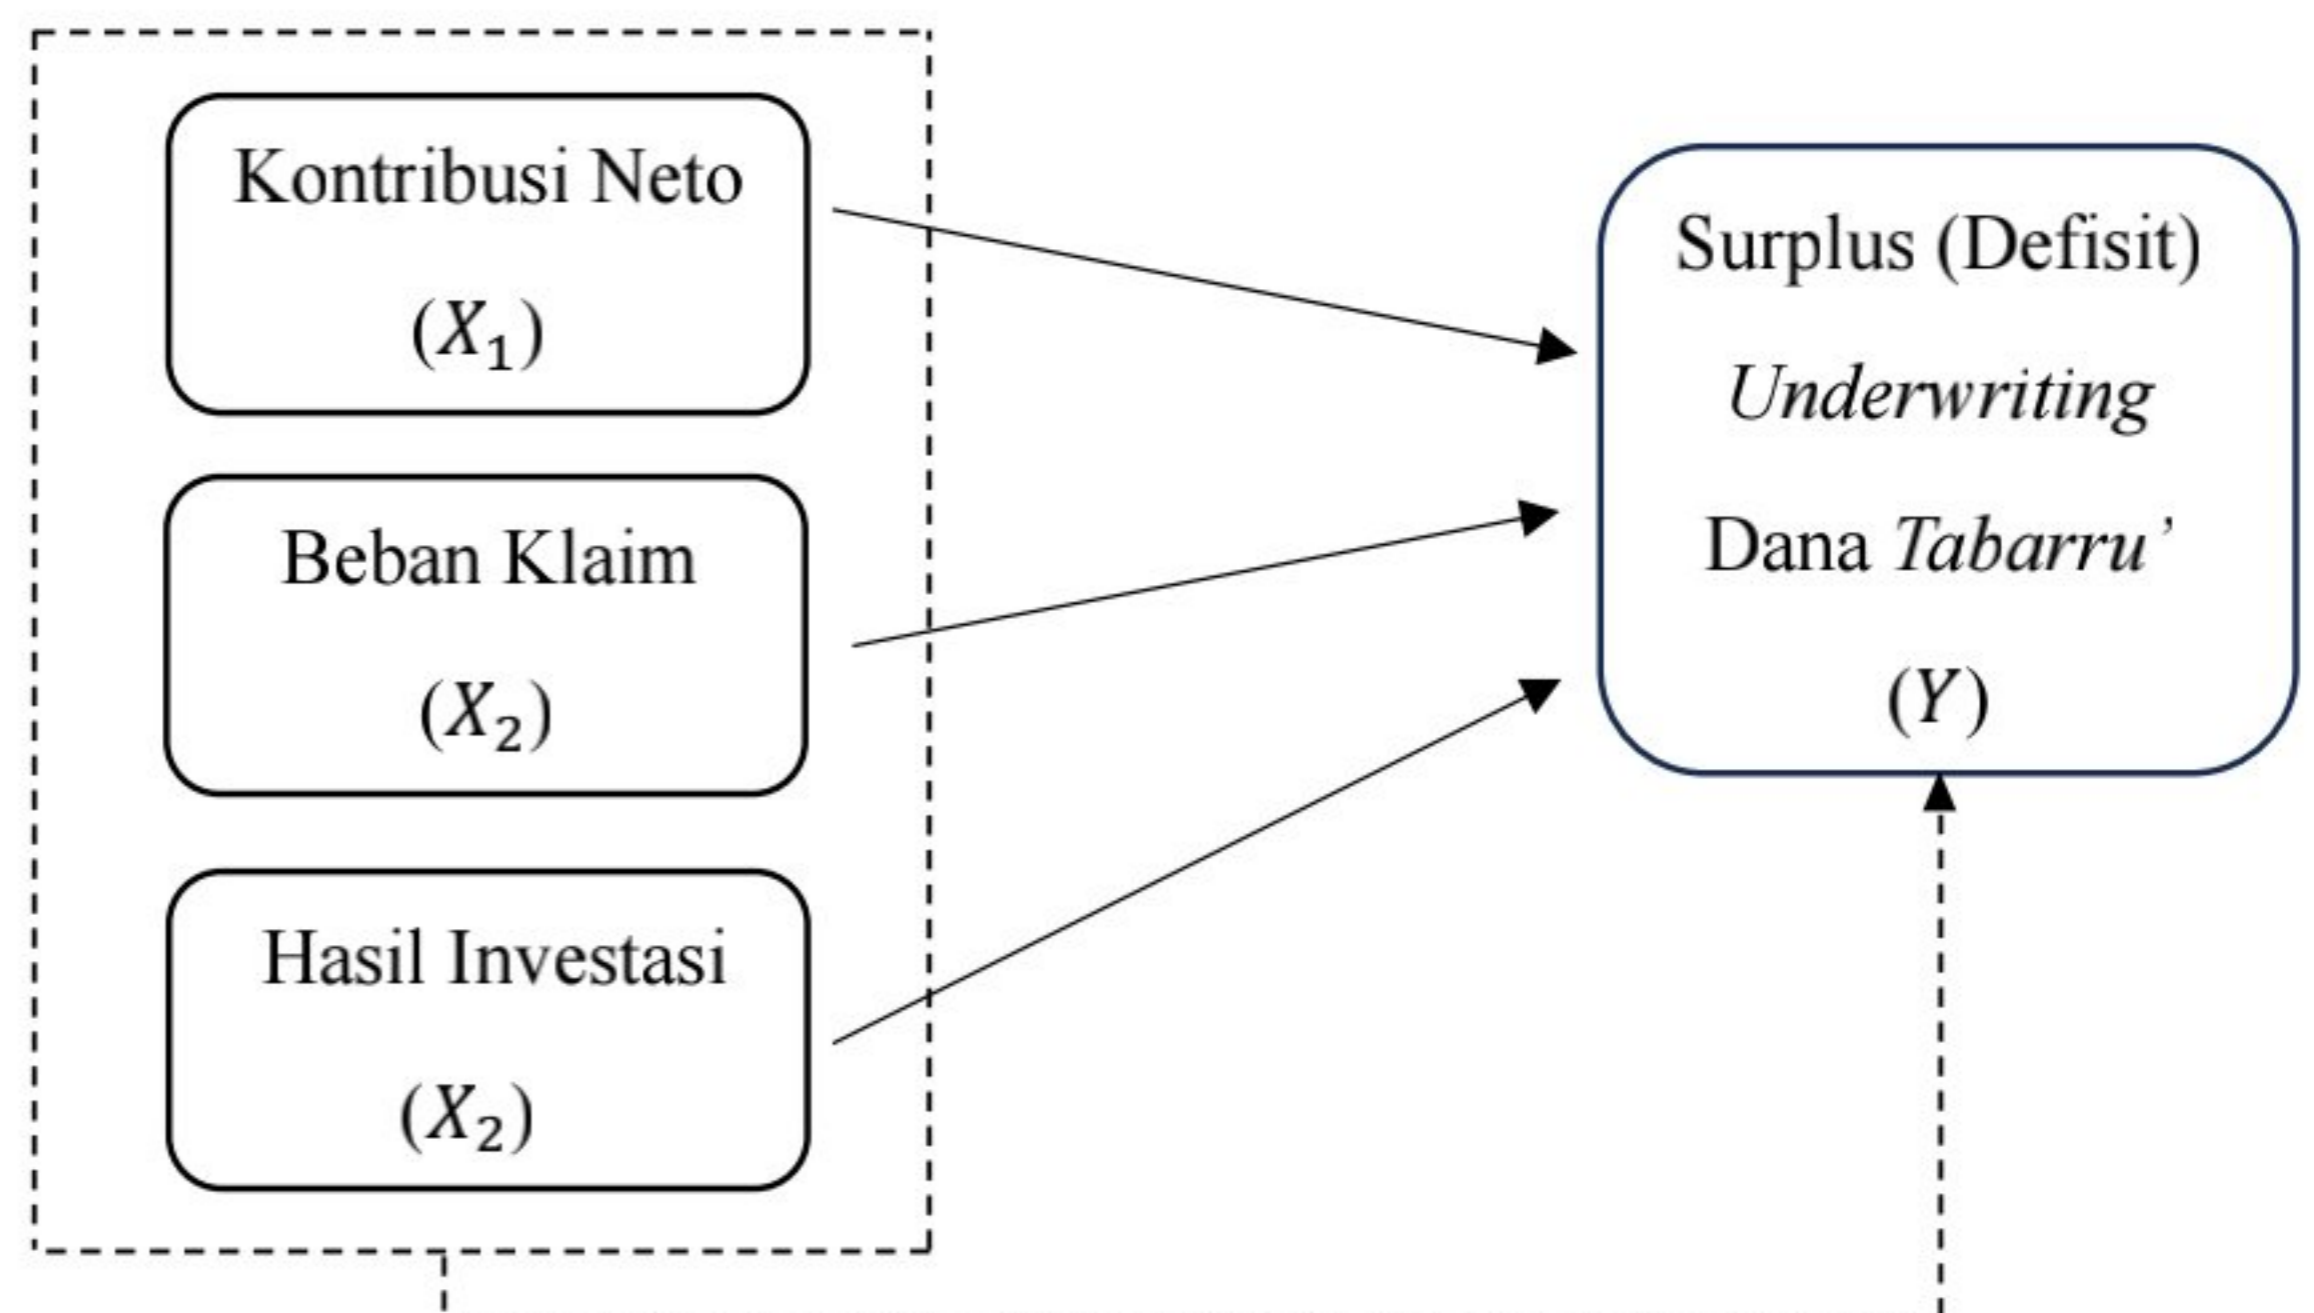 Kontribusi Neto
(X₁)
Beban Klaim
(X₂)
Hasil Investasi
(X₂)
Surplus (Defisit)
Underwriting
Dana Tabarru’
(Y)